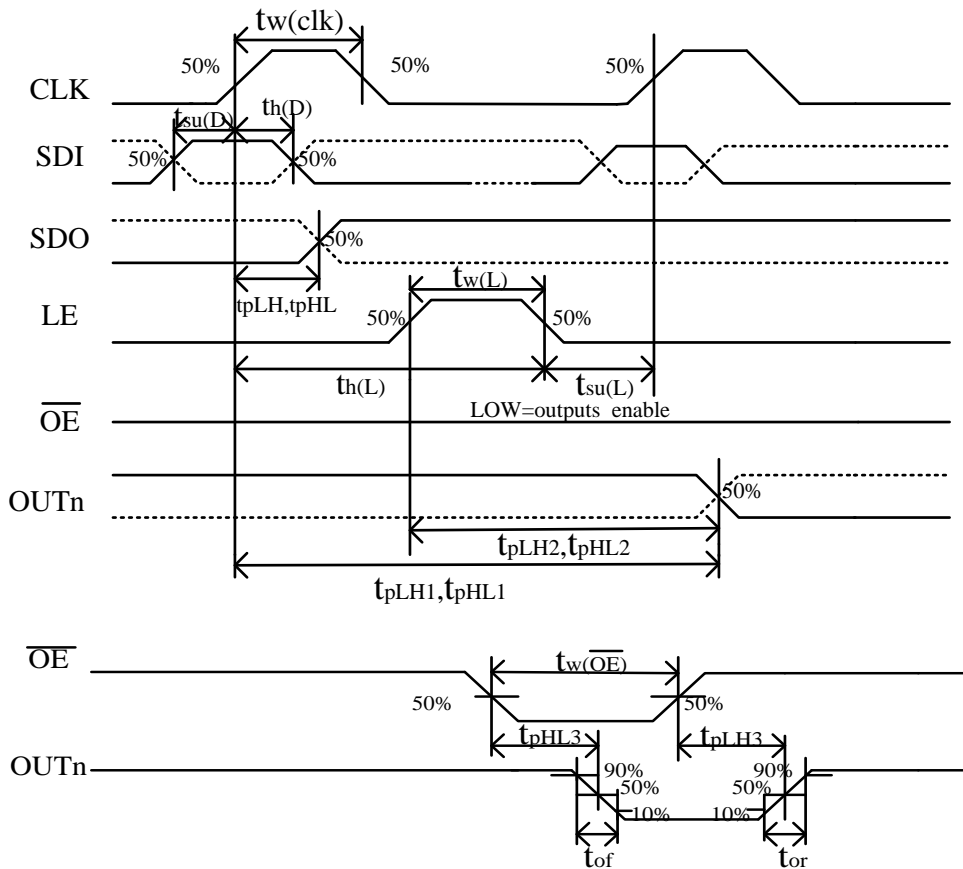 tw(clk)
50% 50% 50%
CLK
tsu(D) th(D)
SDI
50% 50%
SDO
50%
tpLH,tpHL
tw(L)
LE
50% 50%
th(L) tsu(L)
LOW=outputs enable
OE
OUTn
50%
tpLH2,tpHL2
tpLH1,tpHL1
OE
tw(OE)
50% 50%
tpHL3 tpLH3
OUTn
90% 90%
50% 50%
10% 10%
tof tor